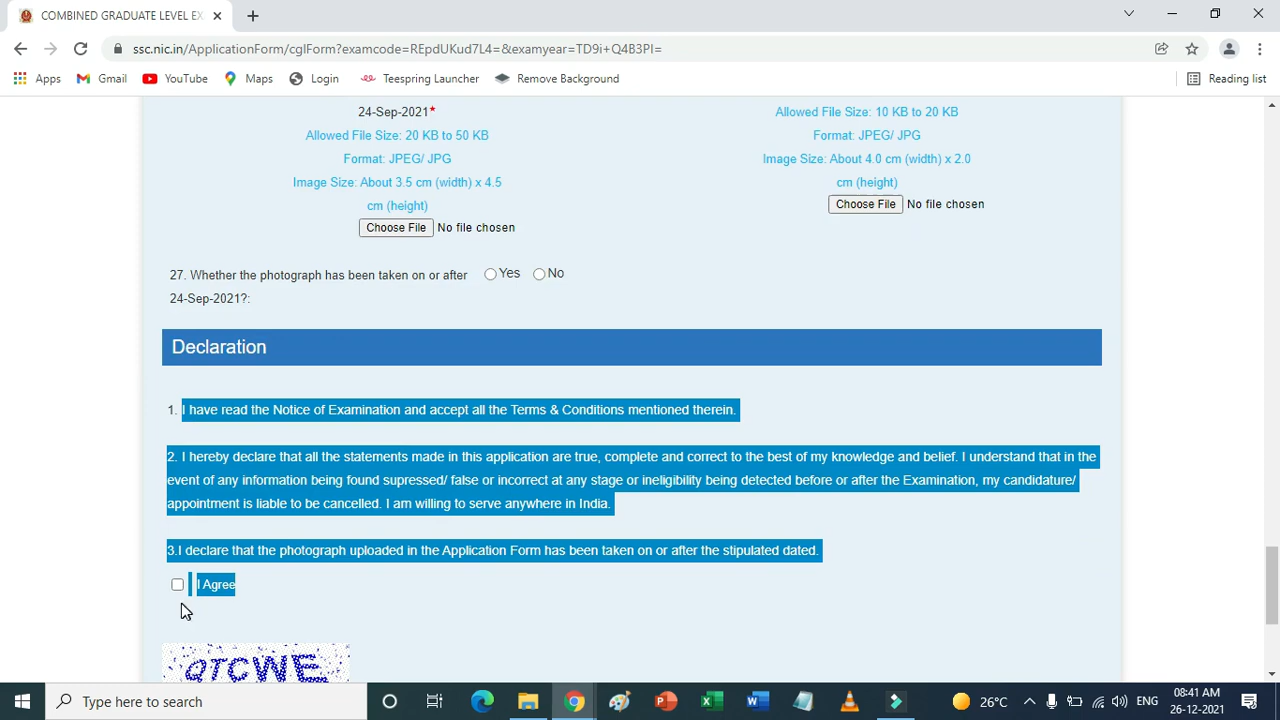 COMBINED GRADUATE LEVEL EX
ssc.nic.in/ApplicationForm/cglForm?examcode=REpdUKud7L4=&examyear=TD9i+Q4B3PI=
Apps Gmail YouTube Maps Login Teespring Launcher Remove Background Reading list
24-Sep-2021*
Allowed File Size: 20 KB to 50 KB
Format: JPEG/ JPG
Image Size: About 3.5 cm (width) x 4.5
cm (height)
Choose File No file chosen
Allowed File Size: 10 KB to 20 KB
Format: JPEG/ JPG
Image Size: About 4.0 cm (width) x 2.0
cm (height)
Choose File No file chosen
27. Whether the photograph has been taken on or after Yes No
24-Sep-2021?:
Declaration
1. I have read the Notice of Examination and accept all the Terms & Conditions mentioned therein.
2. I hereby declare that all the statements made in this application are true, complete and correct to the best of my knowledge and belief. I understand that in the
event of any information being found supressed/ false or incorrect at any stage or ineligibility being detected before or after the Examination, my candidature/
appointment is liable to be cancelled. I am willing to serve anywhere in India.
3.I declare that the photograph uploaded in the Application Form has been taken on or after the stipulated dated.
I Agree
QTCWE
Type here to search
26°C
ENG
08:41 AM
26-12-2021